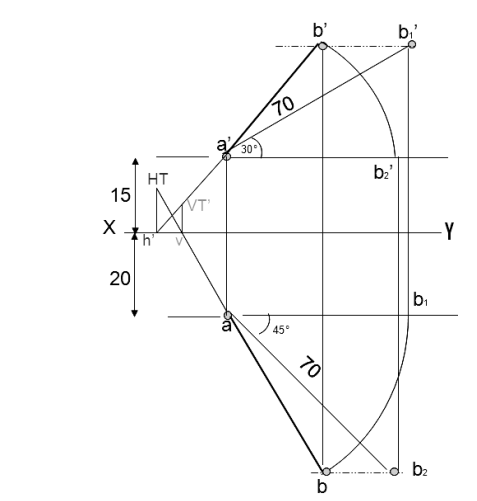 b' b₁'
70
a' 30°
b₂'
HT
15
VT'
X Y
h' v
20
b₁
a 45°
70
b₂
b